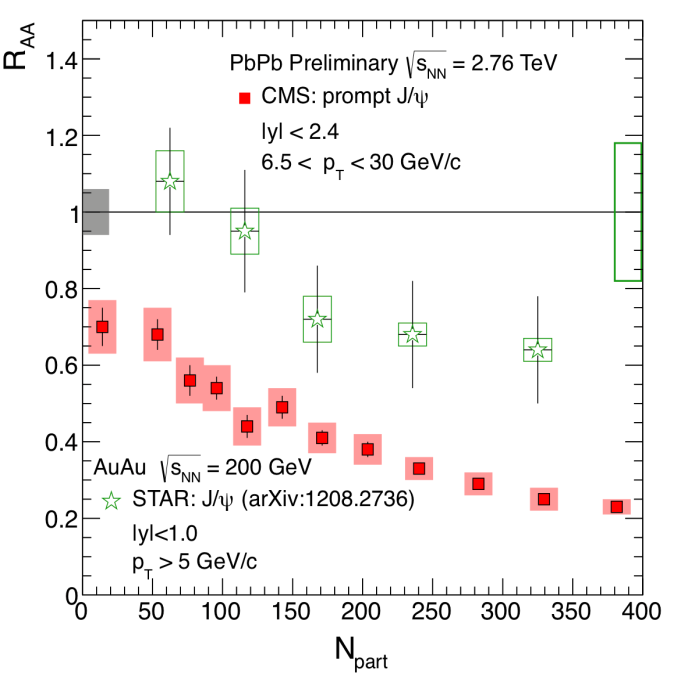 R_AA
PbPb Preliminary √s_NN = 2.76 TeV
CMS: prompt J/ψ
|y| < 2.4
6.5 < p_T < 30 GeV/c
AuAu √s_NN = 200 GeV
STAR: J/ψ (arXiv:1208.2736)
|y|<1.0
p_T > 5 GeV/c
1.4
1.2
1
0.8
0.6
0.4
0.2
0
0 50 100 150 200 250 300 350 400
N_part